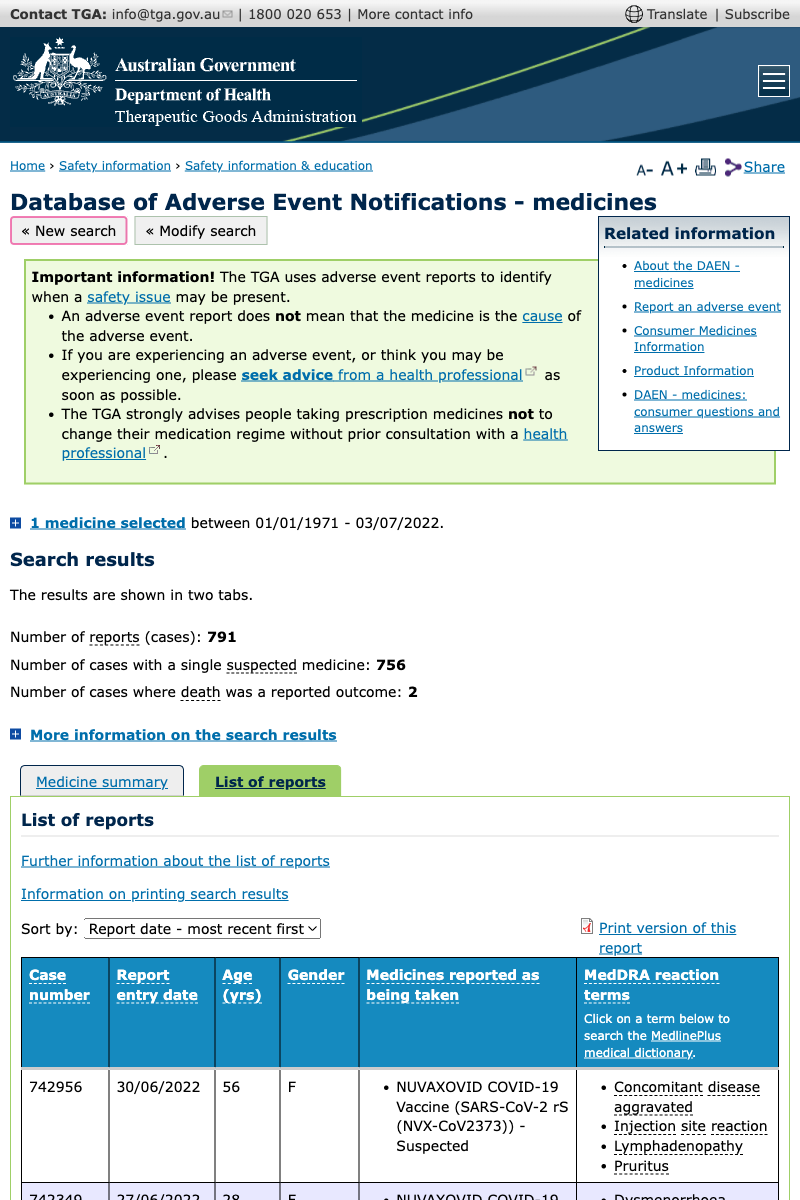 Contact TGA: info@tga.gov.au | 1800 020 653 | More contact info
Translate | Subscribe
Australian Government
Department of Health
Therapeutic Goods Administration
Home › Safety information › Safety information & education
A- A+ Share
Database of Adverse Event Notifications - medicines
« New search
« Modify search
Important information! The TGA uses adverse event reports to identify
when a safety issue may be present.
• An adverse event report does not mean that the medicine is the cause of
the adverse event.
• If you are experiencing an adverse event, or think you may be
experiencing one, please seek advice from a health professional as
soon as possible.
• The TGA strongly advises people taking prescription medicines not to
change their medication regime without prior consultation with a health
professional .
Related information
• About the DAEN -
medicines
• Report an adverse event
• Consumer Medicines
Information
• Product Information
• DAEN - medicines:
consumer questions and
answers
1 medicine selected between 01/01/1971 - 03/07/2022.
Search results
The results are shown in two tabs.
Number of reports (cases): 791
Number of cases with a single suspected medicine: 756
Number of cases where death was a reported outcome: 2
More information on the search results
Medicine summary
List of reports
List of reports
Further information about the list of reports
Information on printing search results
Sort by: Report date - most recent first
Print version of this
report
Case
number
Report
entry date
Age
(yrs)
Gender
Medicines reported as
being taken
MedDRA reaction
terms
Click on a term below to
search the MedlinePlus
medical dictionary.
742956
30/06/2022
56
F
• NUVAXOVID COVID-19
Vaccine (SARS-CoV-2 rS
(NVX-CoV2373)) -
Suspected
• Concomitant disease
aggravated
• Injection site reaction
• Lymphadenopathy
• Pruritus
742349
27/06/2022
28
F
• NUVAXOVID COVID-19
• Dysmenorrhoea